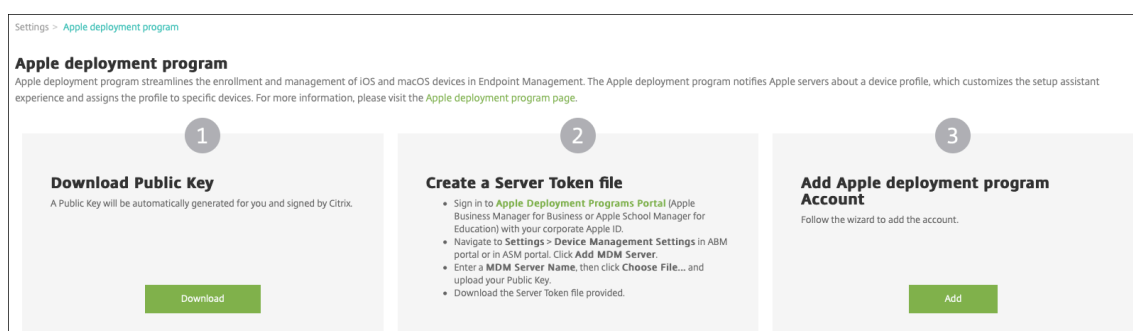 Settings > Apple deployment program
Apple deployment program
Apple deployment program streamlines the enrollment and management of iOS and macOS devices in Endpoint Management. The Apple deployment program notifies Apple servers about a device profile, which customizes the setup assistant
experience and assigns the profile to specific devices. For more information, please visit the Apple deployment program page.
1
Download Public Key
A Public Key will be automatically generated for you and signed by Citrix.
Download
2
Create a Server Token file
• Sign in to Apple Deployment Programs Portal (Apple
Business Manager for Business or Apple School Manager for
Education) with your corporate Apple ID.
• Navigate to Settings > Device Management Settings in ABM
portal or in ASM portal. Click Add MDM Server.
• Enter a MDM Server Name, then click Choose File... and
upload your Public Key.
• Download the Server Token file provided.
3
Add Apple deployment program
Account
Follow the wizard to add the account.
Add